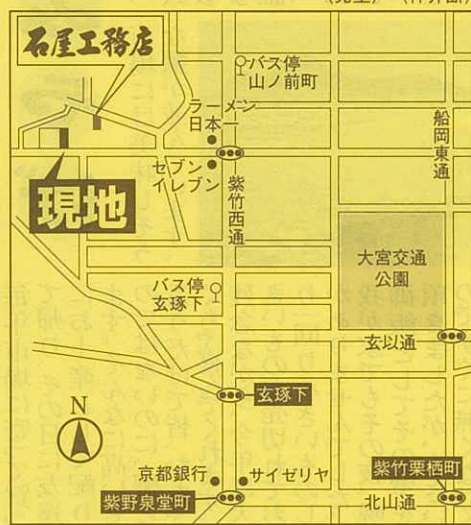 石屋工務店
バス停
山ノ前町
ラーメン
日本一
船岡東通
セブン
イレブン
紫竹西通
現地
大宮交通
公園
バス停
玄琢下
玄以通
玄琢下
N
京都銀行
サイゼリヤ
紫竹栗栖町
紫野泉堂町
北山通